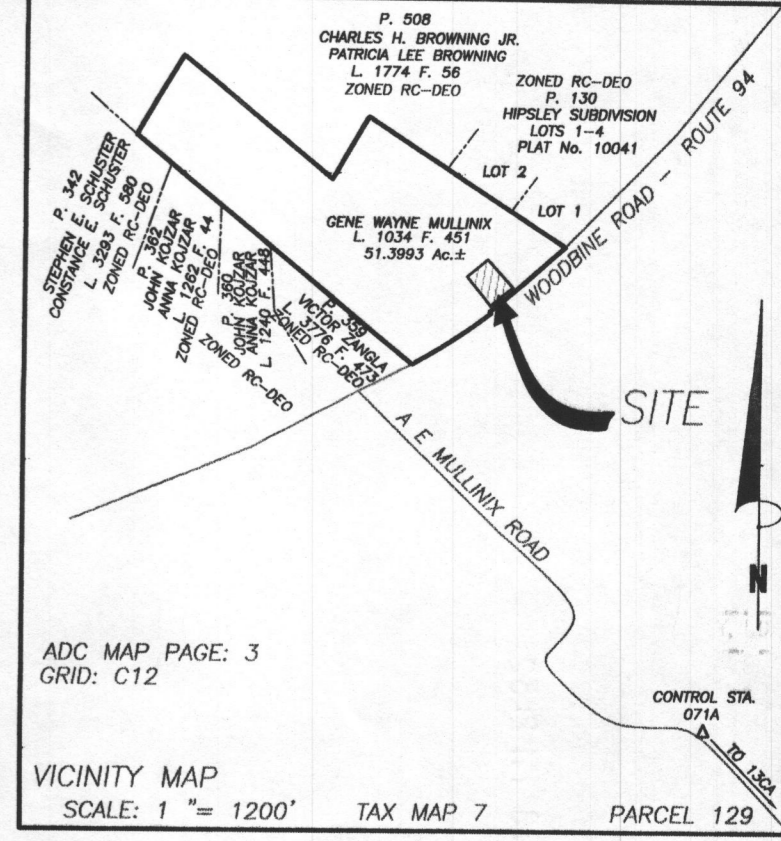 P. 508
CHARLES H. BROWNING JR.
PATRICIA LEE BROWNING
L. 1774 F. 56
ZONED RC-DEO
ZONED RC-DEO
P. 130
HIPSLEY SUBDIVISION
LOTS 1-4
PLAT No. 10041
LOT 2
LOT 1
WOODBINE ROAD - ROUTE 94
P. 342
STEPHEN E. SCHUSTER
CONSTANCE E. SCHUSTER
L. 3293 F. 580
ZONED RC-DEO
P. 362
JOHN KOJZAR
ANNA KOJZAR
L. 1262 F. 44
ZONED RC-DEO
P. 360
JOHN KOJZAR
ANNA KOJZAR
L. 1240 F. 448
ZONED RC-DEO
P. 359
VICTOR ZANGLA
L. 3776 F. 473
ZONED RC-DEO
GENE WAYNE MULLINIX
L. 1034 F. 451
51.3993 Ac.±
SITE
A E MULLINIX ROAD
N
ADC MAP PAGE: 3
GRID: C12
CONTROL STA.
071A
TO 13CA
VICINITY MAP
SCALE: 1 "= 1200' TAX MAP 7 PARCEL 129